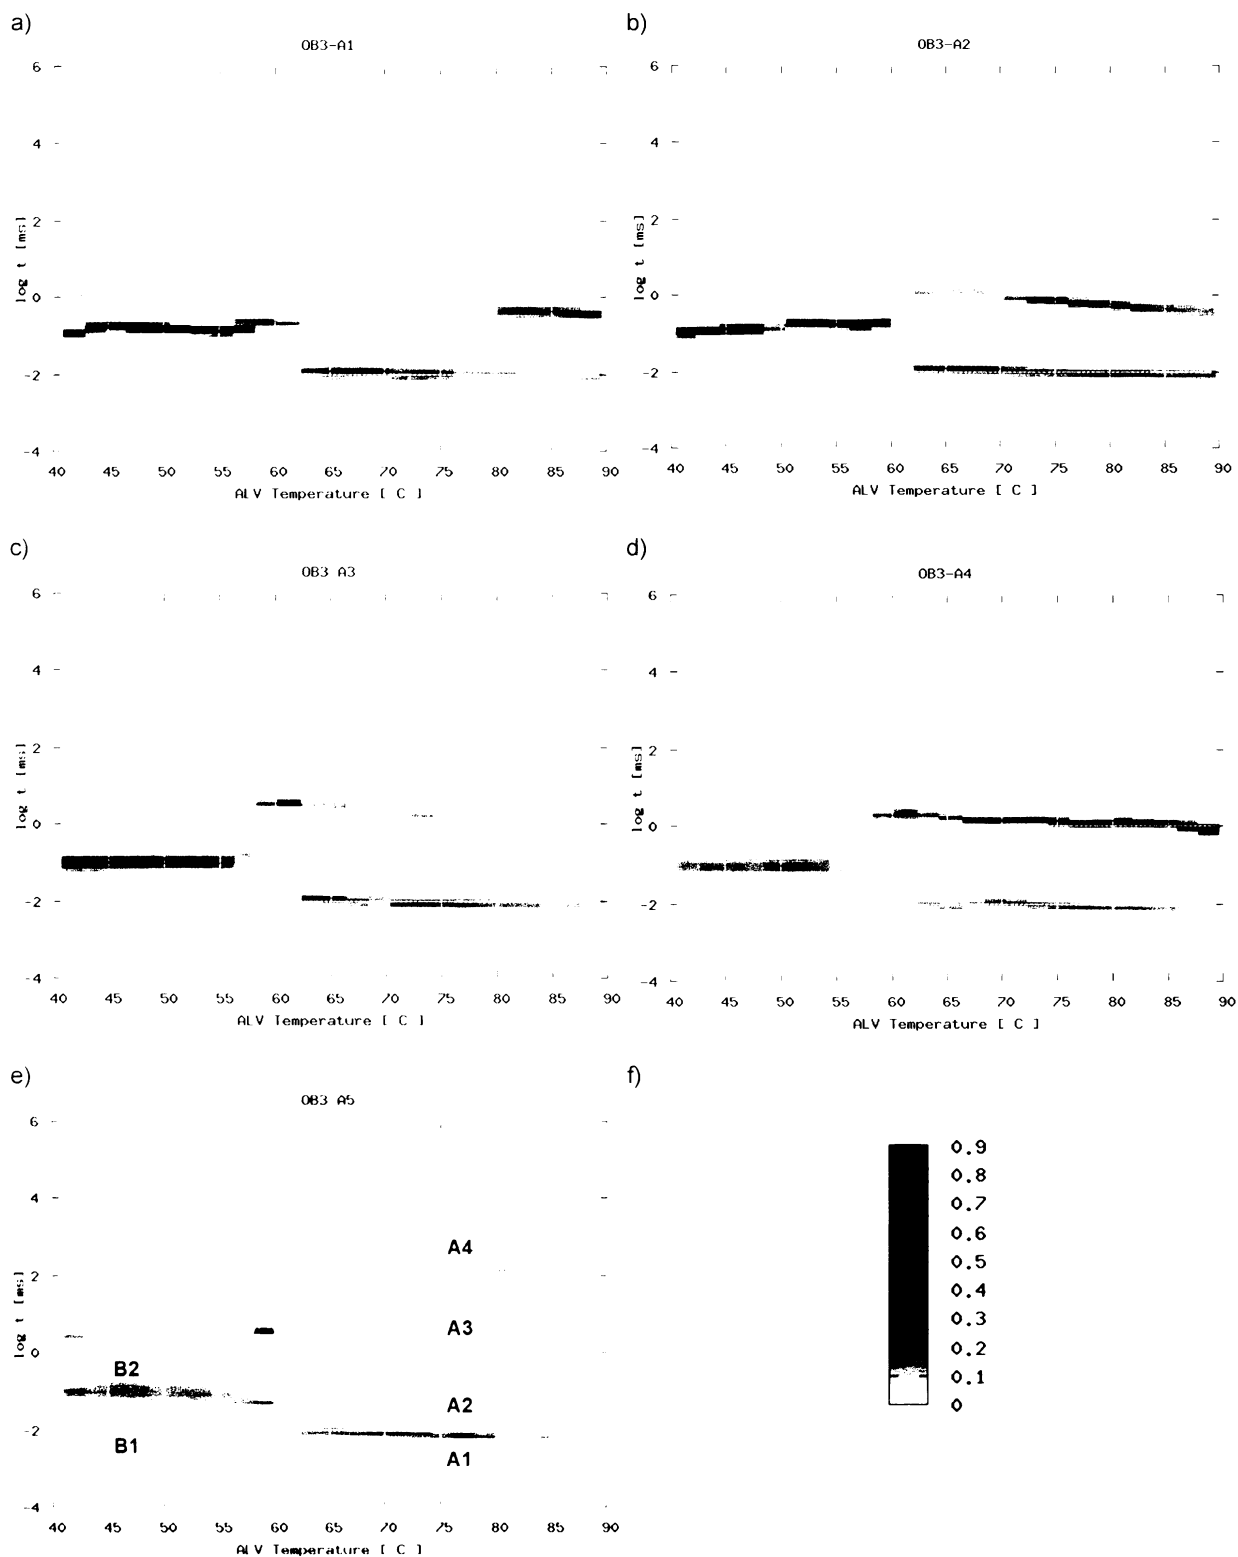 a)
OB3-A1
6
4
2
0
-2
-4
log t [ms]
40 45 50 55 60 65 70 75 80 85 90
ALV Temperature [ C ]
b)
OB3-A2
6
4
2
0
-2
-4
log t [ms]
40 45 50 55 60 65 70 75 80 85 90
ALV Temperature [ C ]
c)
OB3 A3
6
4
2
0
-2
-4
log t [ms]
40 45 50 55 60 65 70 75 80 85 90
ALV Temperature [ C ]
d)
OB3-A4
6
4
2
0
-2
-4
log t [ms]
40 45 50 55 60 65 70 75 80 85 90
ALV Temperature [ C ]
e)
OB3 A5
6
4
2
0
-2
-4
log t [ms]
A4
A3
B2
A2
B1
A1
40 45 50 55 60 65 70 75 80 85 90
ALV Temperature [ C ]
f)
0.9
0.8
0.7
0.6
0.5
0.4
0.3
0.2
0.1
0